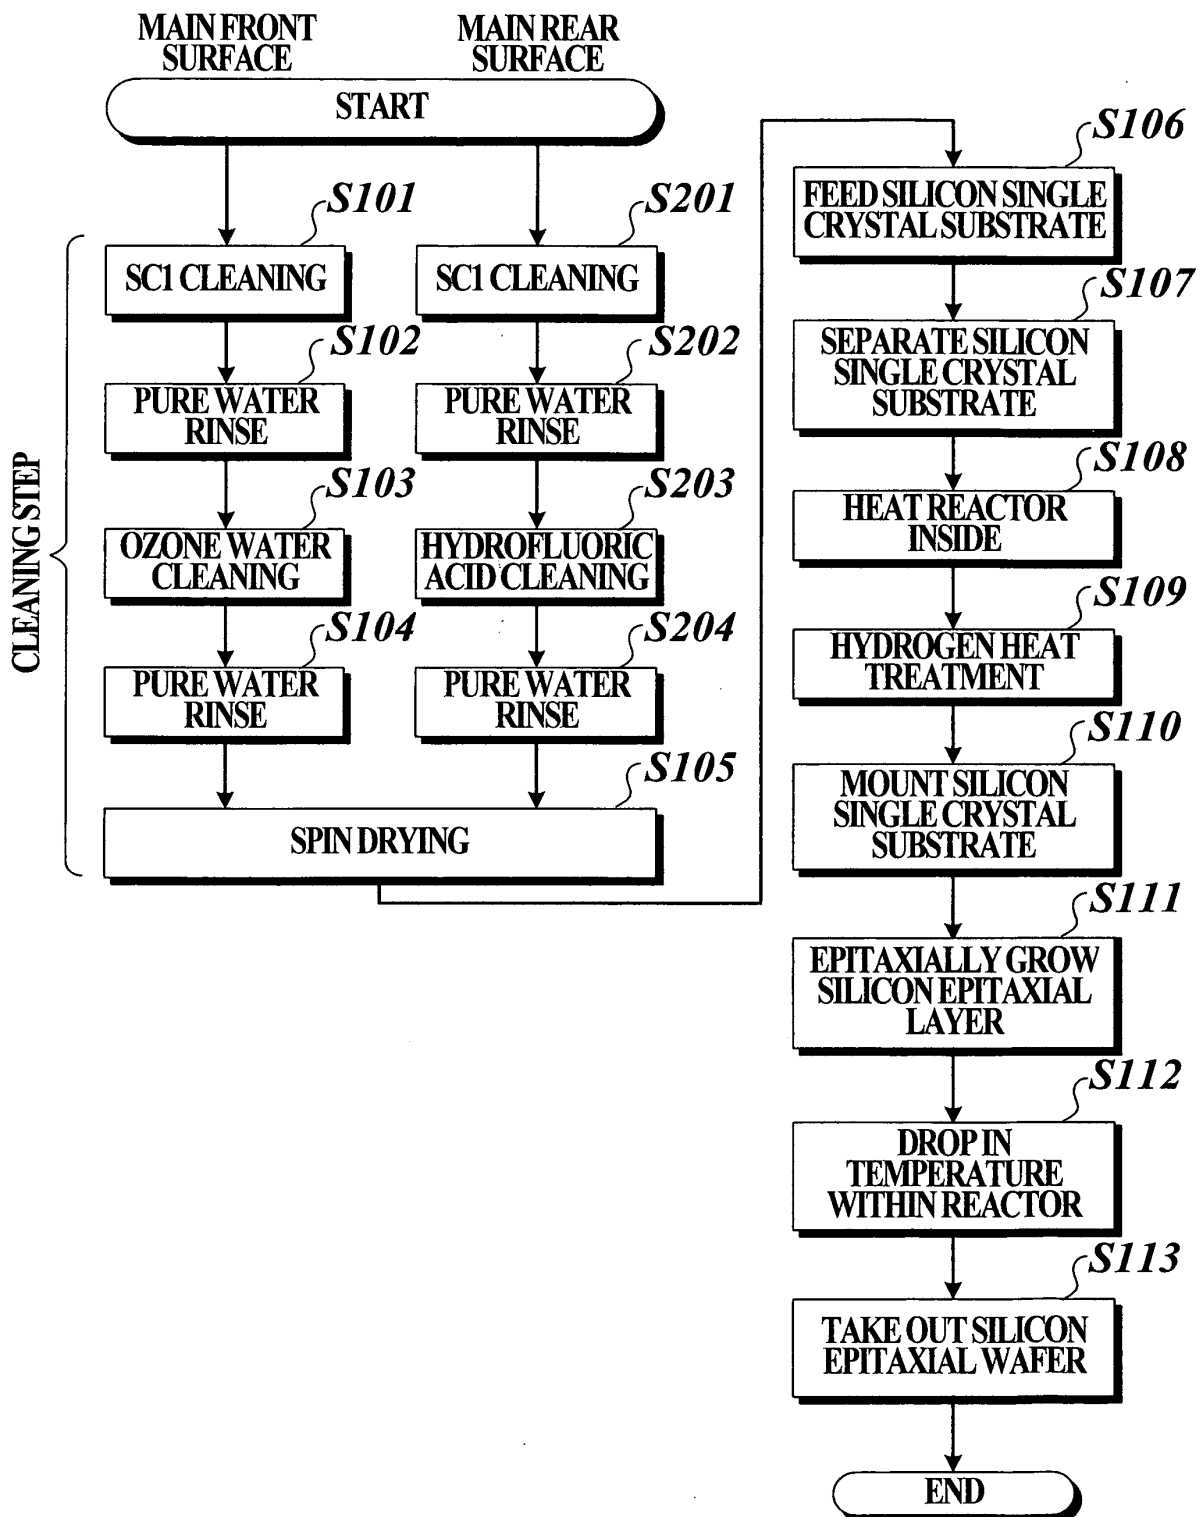 MAIN FRONT
SURFACE
MAIN REAR
SURFACE
START
CLEANING STEP
S101
SC1 CLEANING
S201
SC1 CLEANING
S102
PURE WATER
RINSE
S202
PURE WATER
RINSE
S103
OZONE WATER
CLEANING
S203
HYDROFLUORIC
ACID CLEANING
S104
PURE WATER
RINSE
S204
PURE WATER
RINSE
S105
SPIN DRYING
S106
FEED SILICON SINGLE
CRYSTAL SUBSTRATE
S107
SEPARATE SILICON
SINGLE CRYSTAL
SUBSTRATE
S108
HEAT REACTOR
INSIDE
S109
HYDROGEN HEAT
TREATMENT
S110
MOUNT SILICON
SINGLE CRYSTAL
SUBSTRATE
S111
EPITAXIALLY GROW
SILICON EPITAXIAL
LAYER
S112
DROP IN
TEMPERATURE
WITHIN REACTOR
S113
TAKE OUT SILICON
EPITAXIAL WAFER
END